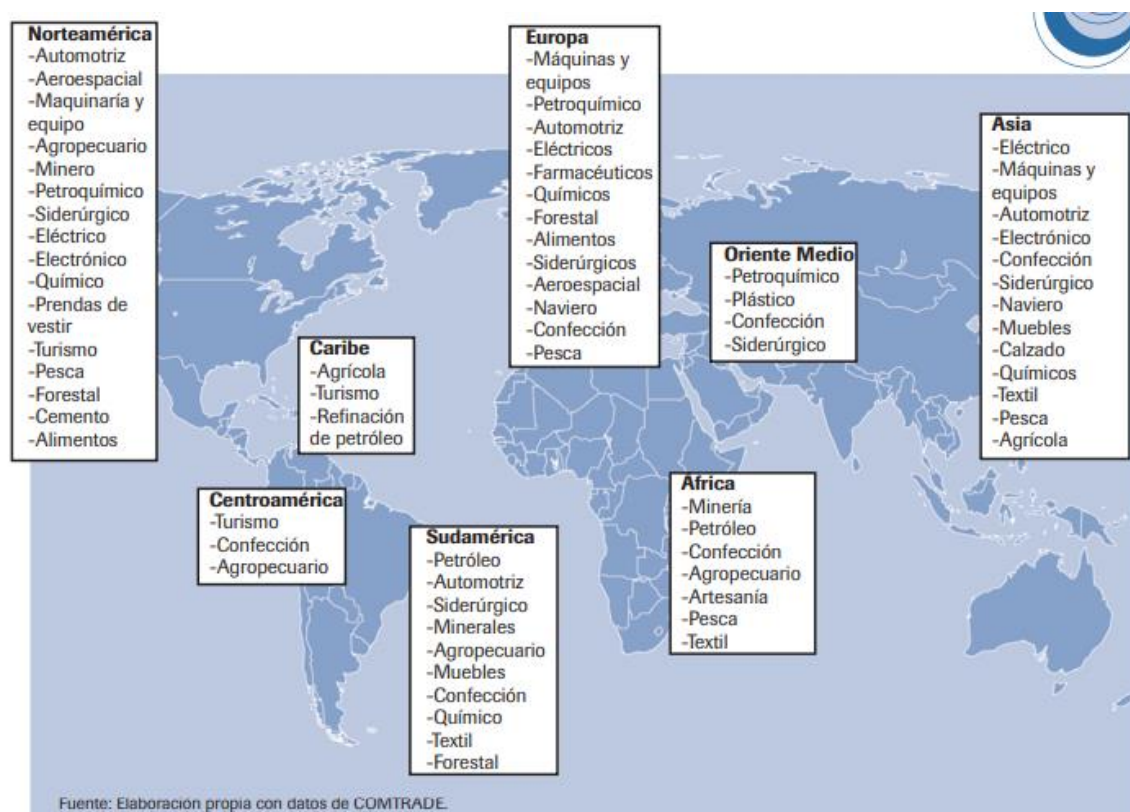 Norteamérica
-Automotriz
-Aeroespacial
-Maquinaría y
equipo
-Agropecuario
-Minero
-Petroquímico
-Siderúrgico
-Eléctrico
-Electrónico
-Químico
-Prendas de
vestir
-Turismo
-Pesca
-Forestal
-Cemento
-Alimentos
Caribe
-Agrícola
-Turismo
-Refinación
de petróleo
Centroamérica
-Turismo
-Confección
-Agropecuario
Sudamérica
-Petróleo
-Automotriz
-Siderúrgico
-Minerales
-Agropecuario
-Muebles
-Confección
-Químico
-Textil
-Forestal
Europa
-Máquinas y
equipos
-Petroquímico
-Automotriz
-Eléctricos
-Farmacéuticos
-Químicos
-Forestal
-Alimentos
-Siderúrgicos
-Aeroespacial
-Naviero
-Confección
-Pesca
Oriente Medio
-Petroquímico
-Plástico
-Confección
-Siderúrgico
África
-Minería
-Petróleo
-Confección
-Agropecuario
-Artesanía
-Pesca
-Textil
Asia
-Eléctrico
-Máquinas y
equipos
-Automotriz
-Electrónico
-Confección
-Siderúrgico
-Naviero
-Muebles
-Calzado
-Químicos
-Textil
-Pesca
-Agrícola
Fuente: Elaboración propia con datos de COMTRADE.